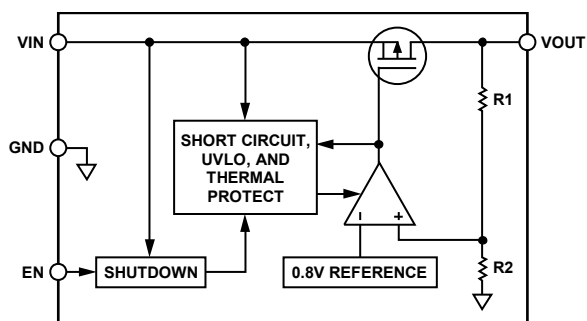 VIN
VOUT
R1
GND
SHORT CIRCUIT,
UVLO, AND
THERMAL
PROTECT
EN
SHUTDOWN
0.8V REFERENCE
R2